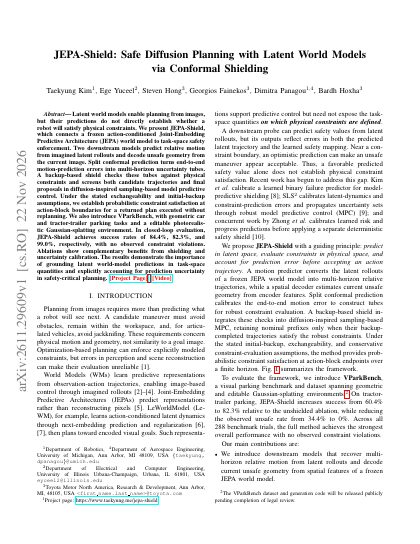 JEPA-Shield: Safe Diffusion Planning with Latent World Models
via Conformal Shielding
Taekyung Kim, Ege Yuceel, Steven Hong, Georgios Fainekos, Dimitra Panagou, Bardh Hoxha
arXiv:2611.29609v1 [cs.RO] 22 Nov 2026
Abstract—Latent world models enable planning from images,
but their predictions do not directly establish whether a
robot will satisfy physical constraints. We present JEPA-Shield,
which connects a frozen action-conditioned Joint-Embedding
Predictive Architecture (JEPA) world model to task-space safety
enforcement. Two downstream models predict relative motion
from imagined latent rollouts and decode unsafe geometry from
the current images. Split conformal prediction turns end-to-end
motion-prediction errors into multi-horizon uncertainty tubes. A
backup-based shield checks these tubes against physical
constraints and screens both candidate trajectories and final
proposals in diffusion-inspired sampling-based model predictive
control. Under the stated exchangeability and initial-backup
assumptions, we establish probabilistic constraint satisfaction at
action-block boundaries for a returned plan executed without
replanning. We also introduce VParkBench, with geometric car
and tractor-trailer parking tasks and a editable photorealistic
Gaussian-splatting environment. In closed-loop evaluation,
JEPA-Shield achieves success rates of 84.4%, 82.3%, and
99.0%, respectively, with no observed constraint violations.
Ablations show complementary benefits from shielding and
uncertainty calibration. The results demonstrate the importance
of grounding latent world-model predictions in task-space
quantities and explicitly accounting for prediction uncertainty
in safety-critical planning. [Project Page] [Video]
I. INTRODUCTION
Planning from images requires more than predicting what
a robot will see next. A candidate maneuver must avoid
obstacles, remain within the workspace, and, for articulated
vehicles, avoid jackknifing. These requirements concern
physical motion and geometry, not similarity to a goal image.
Optimization-based planning can enforce explicitly modeled
constraints, but errors in perception and scene reconstruction
can make their evaluation unreliable [1].
World Models (WMs) learn predictive representations
from observation-action trajectories, enabling image-based
control through imagined rollouts [2]–[4]. Joint-Embedding
Predictive Architectures (JEPAs) predict representations
rather than reconstructing pixels [5]. LeWorldModel (Le-
WM), for example, learns action-conditioned latent dynamics
through next-embedding prediction and regularization [6],
[7], then plans toward encoded visual goals. Such representa-
Department of Robotics, Department of Aerospace Engineering,
University of Michigan, Ann Arbor, MI 48109, USA
Department of Electrical and Computer Engineering,
University of Illinois Urbana-Champaign, Urbana, IL 61801, USA
Toyota Motor North America, Research & Development, Ann Arbor,
MI 48105, USA <first_name.last_name>@toyota.com
Project page: https://www.taekyung.me/jepa-shield
tions support predictive control but need not expose the task-
space quantities on which physical constraints are defined.
A downstream probe can predict safety values from latent
rollouts, but its outputs reflect errors in both the predicted
latent trajectory and the learned safety mapping. Near a con-
straint boundary, an optimistic prediction can make an unsafe
maneuver appear acceptable. Thus, a favorable predicted
safety value alone does not establish physical constraint
satisfaction. Recent work has begun to address this gap. Kim
et al. calibrate a learned binary failure predictor for model-
predictive shielding [8]; SLS² calibrates latent-dynamics and
constraint-prediction errors and propagates uncertainty sets
through robust model predictive control (MPC) [9]; and
concurrent work by Zhong et al. calibrates learned risk and
progress predictions before applying a separate deterministic
safety shield [10].
We propose JEPA-Shield with a guiding principle: predict
in latent space, evaluate constraints in physical space, and
account for prediction error before accepting an action
trajectory. A motion predictor converts the latent rollouts
of a frozen JEPA world model into multi-horizon relative
motion, while a spatial decoder estimates current unsafe
geometry from encoder features. Split conformal prediction
calibrates the end-to-end motion error to construct tubes
for robust constraint evaluation. A backup-based shield in-
tegrates these checks into diffusion-inspired sampling-based
MPC, retaining nominal prefixes only when their backup-
completed trajectories satisfy the robust constraints. Under
the stated initial-backup, exchangeability, and conservative
constraint-evaluation assumptions, the method provides prob-
abilistic constraint satisfaction at action-block endpoints over
a finite horizon. Fig. 1 summarizes the framework.
To evaluate the framework, we introduce VParkBench,
a visual parking benchmark and dataset spanning geometric
and editable Gaussian-splatting environments. On tractor-
trailer parking, JEPA-Shield increases success from 60.4%
to 82.3% relative to the unshielded ablation, while reducing
the observed unsafe rate from 34.4% to 0%. Across all
288 benchmark trials, the full method achieves the strongest
overall performance with no observed constraint violations.
Our main contributions are:
• We introduce downstream models that recover multi-
horizon relative motion from latent rollouts and decode
current unsafe geometry from spatial features of a frozen
JEPA world model.
²The VParkBench dataset and generation code will be released publicly
pending completion of legal review.